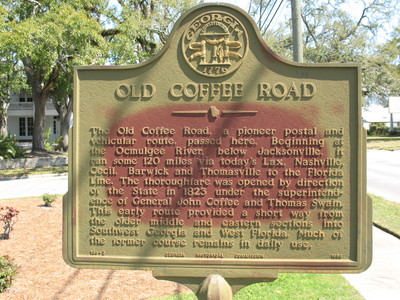 GEORGIA
1776
OLD COFFEE ROAD
The Old Coffee Road, a pioneer postal and
vehicular route, passed here. Beginning at
the Ocmulgee River, below Jacksonville, it
ran some 120 miles via today's Lax, Nashville,
Cecil, Barwick and Thomasville to the Florida
Line. The thoroughfare was opened by direction
of the State in 1823 under the superintend-
ence of General John Coffee and Thomas Swain.
This early route provided a short way from
the older middle and eastern sections into
Southwest Georgia and West Florida. Much of
the former course remains in daily use.
GEORGIA HISTORICAL COMMISSION